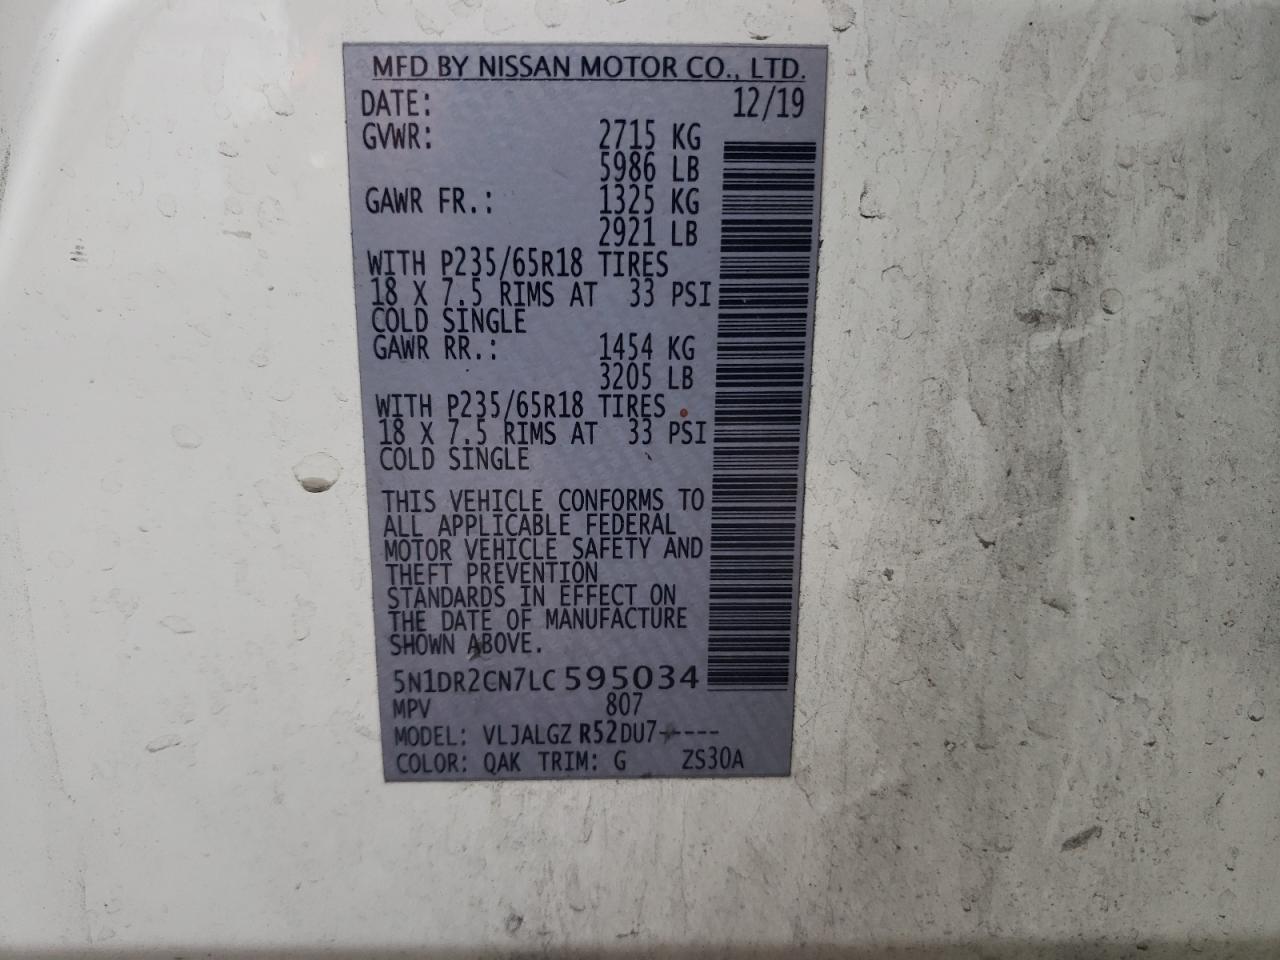 MFD BY NISSAN MOTOR CO., LTD.
DATE: 12/19
GVWR: 2715 KG
5986 LB
GAWR FR.: 1325 KG
2921 LB
WITH P235/65R18 TIRES
18 X 7.5 RIMS AT 33 PSI
COLD SINGLE
GAWR RR.: 1454 KG
3205 LB
WITH P235/65R18 TIRES
18 X 7.5 RIMS AT 33 PSI
COLD SINGLE
THIS VEHICLE CONFORMS TO
ALL APPLICABLE FEDERAL
MOTOR VEHICLE SAFETY AND
THEFT PREVENTION
STANDARDS IN EFFECT ON
THE DATE OF MANUFACTURE
SHOWN ABOVE.
5N1DR2CN7LC595034
MPV 807
MODEL: VLJALGZ R52DU7-----
COLOR: QAK TRIM: G ZS30A